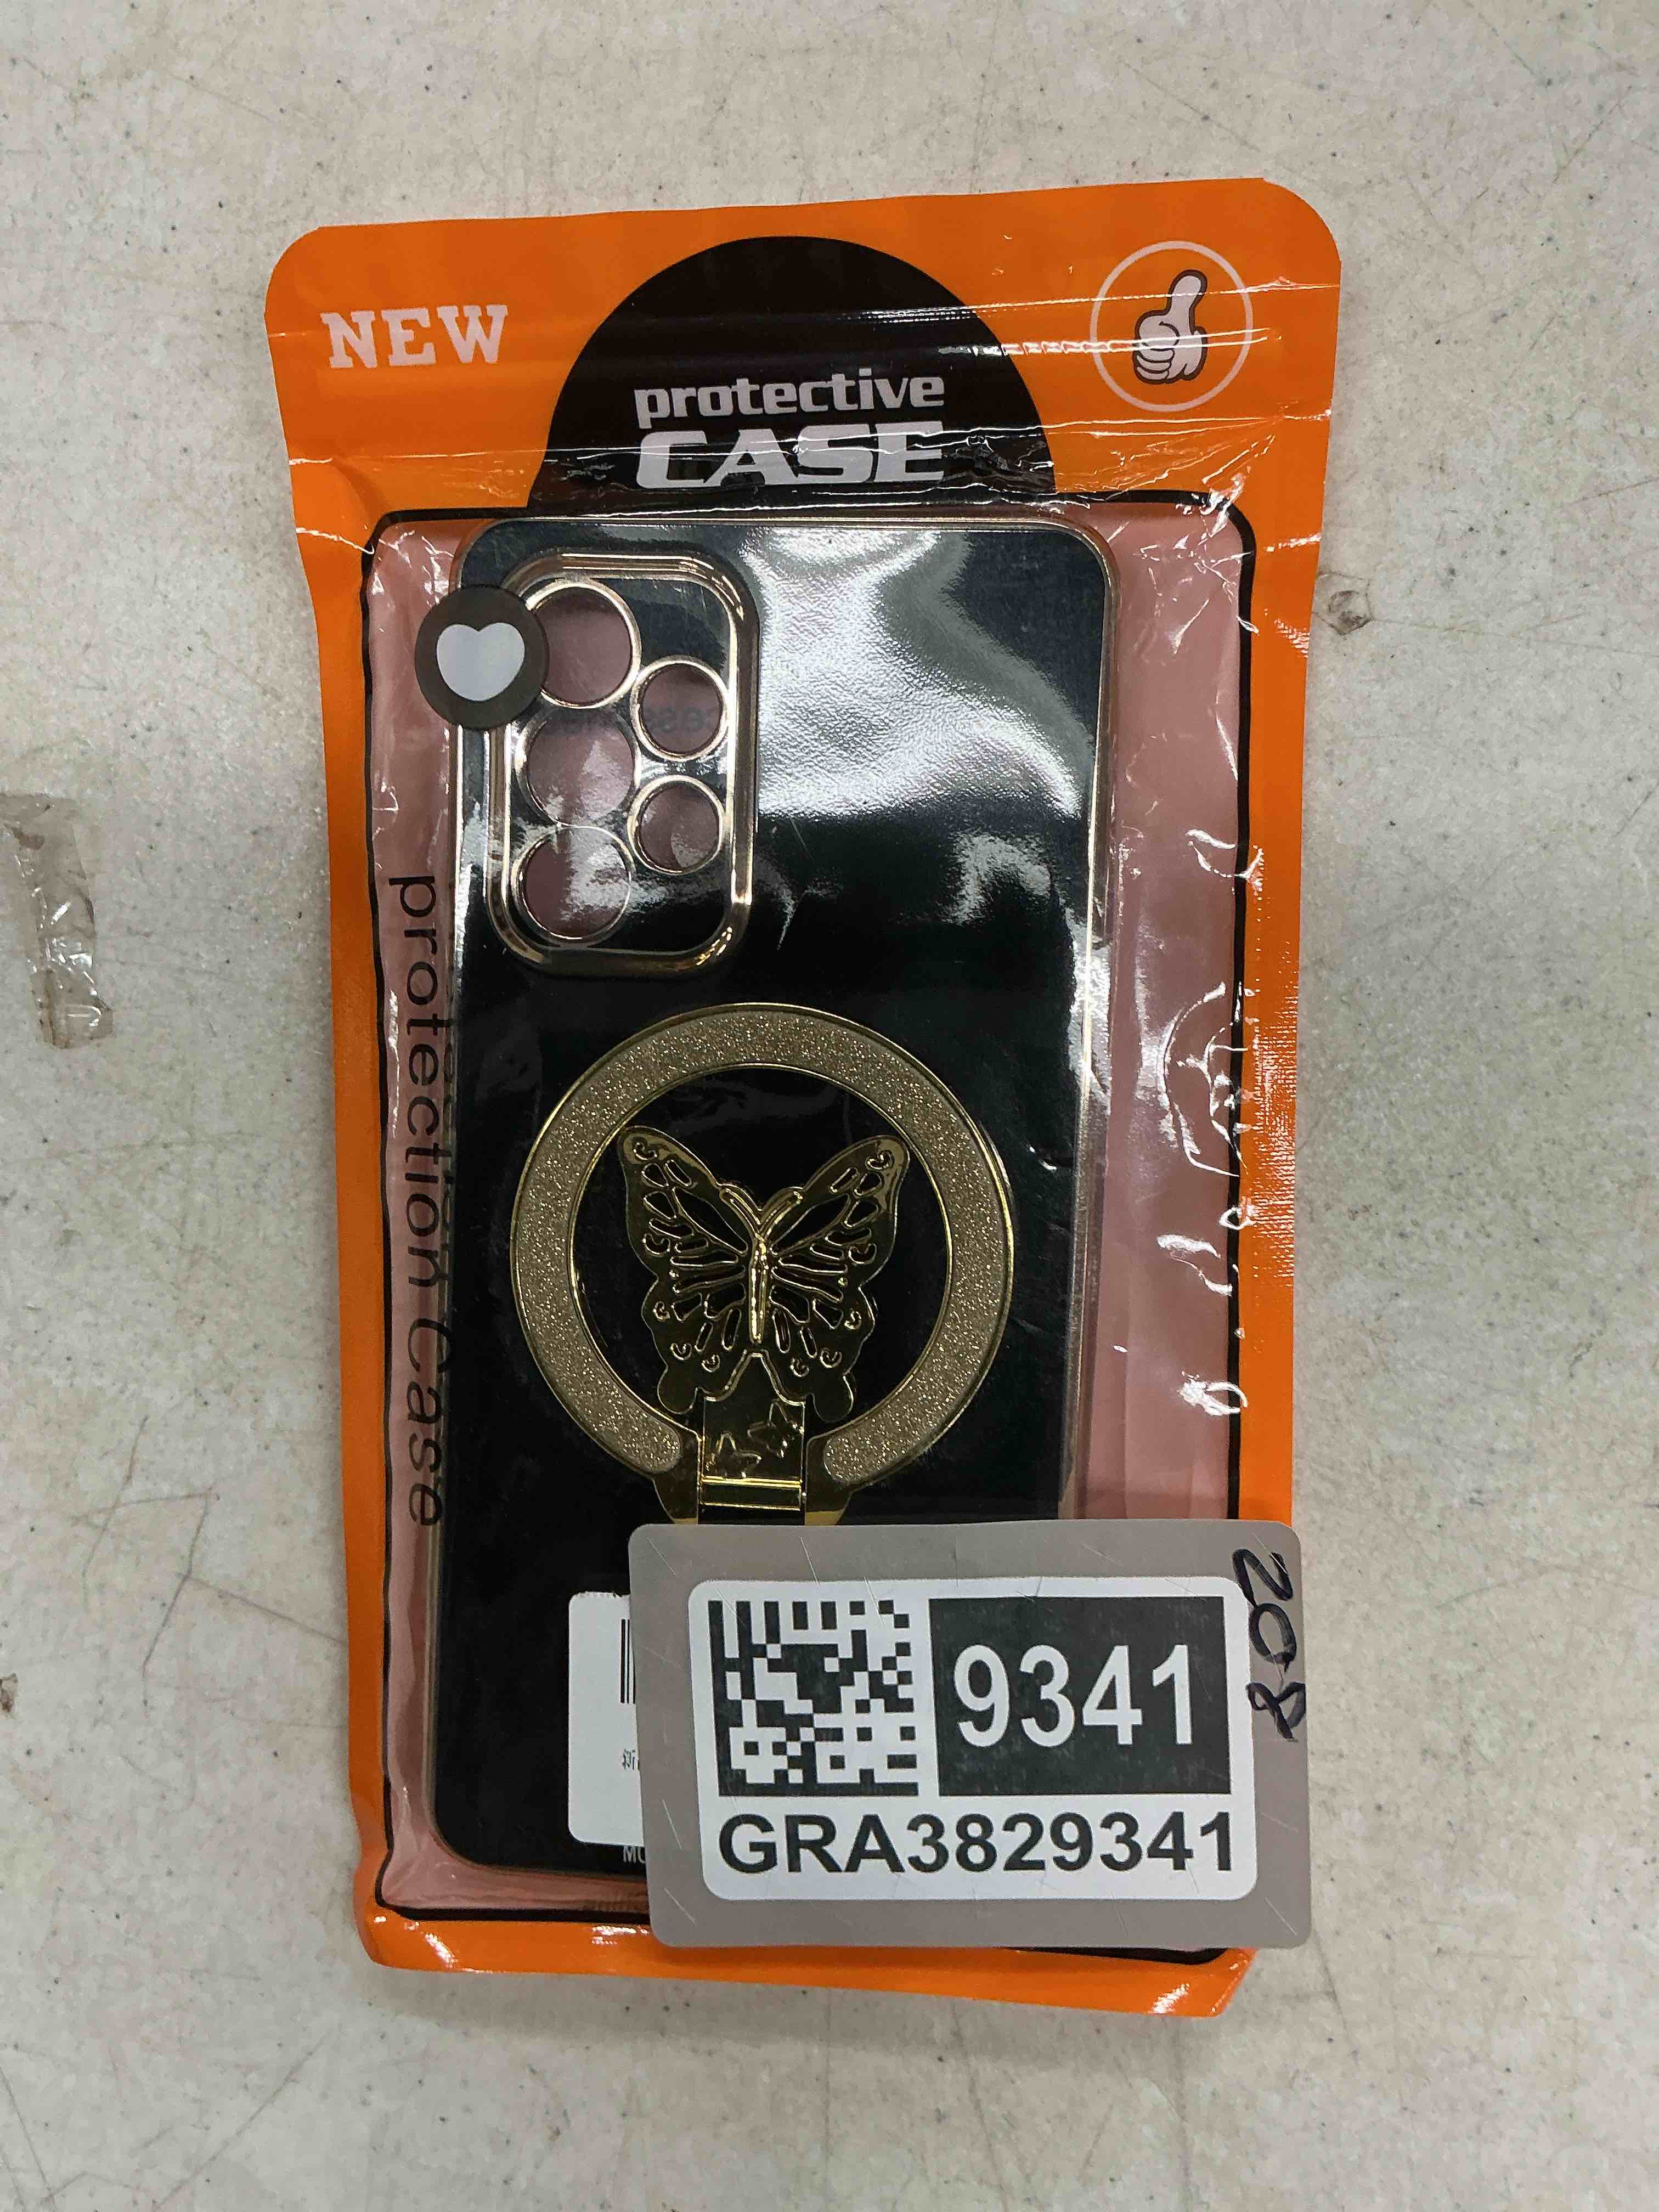 NEW
protective
CASE
protection Case
208
9341
GRA3829341